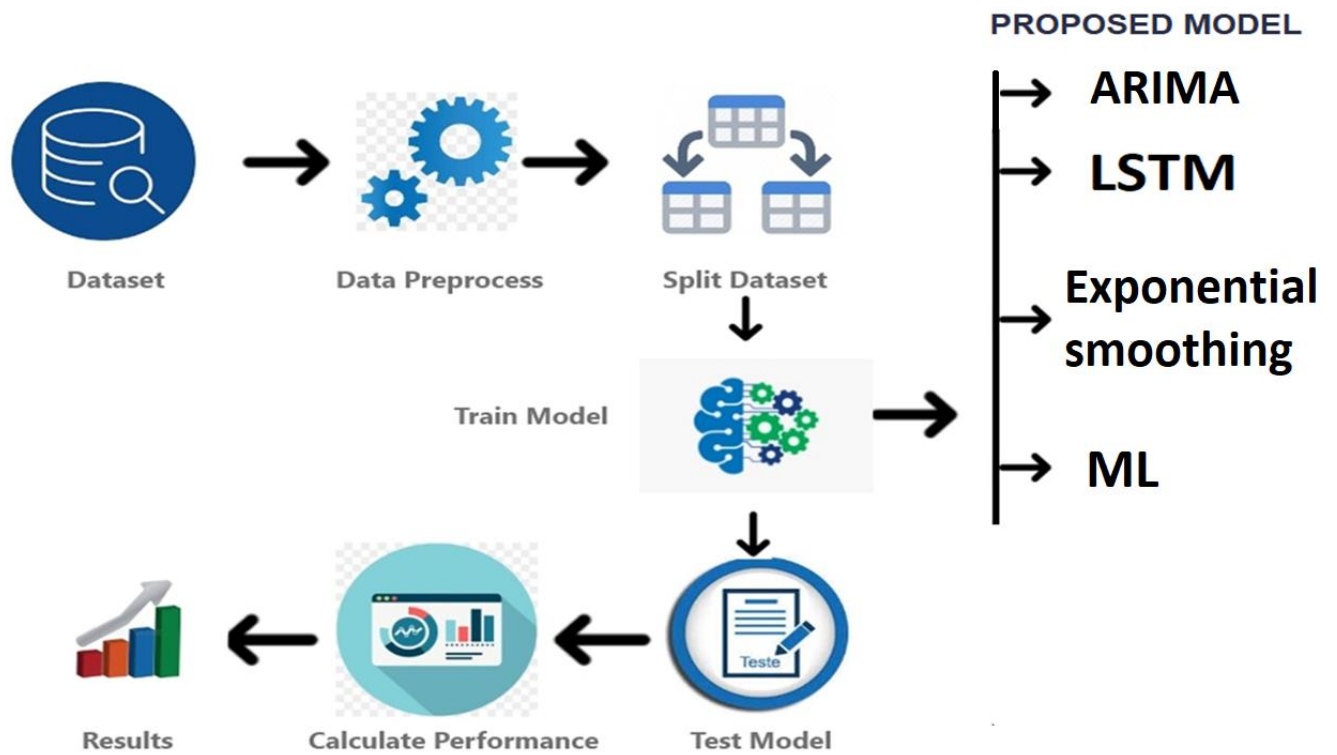 PROPOSED MODEL
ARIMA
LSTM
Exponential
smoothing
ML
Dataset
Data Preprocess
Split Dataset
Train Model
Teste
Results
Calculate Performance
Test Model